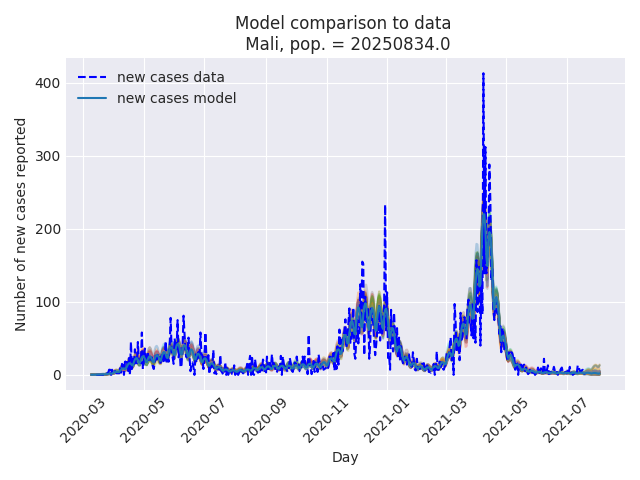 Model comparison to data
Mali, pop. = 20250834.0
new cases data
new cases model
Number of new cases reported
400
300
200
100
0
2020-03
2020-05
2020-07
2020-09
2020-11
2021-01
2021-03
2021-05
2021-07
Day